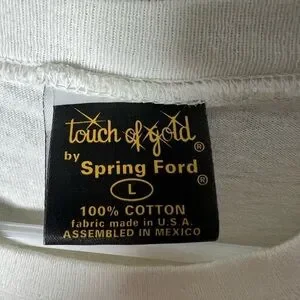 touch of gold ®
by
Spring Ford ®
L
100% COTTON
fabric made in U.S.A.
ASSEMBLED IN MEXICO